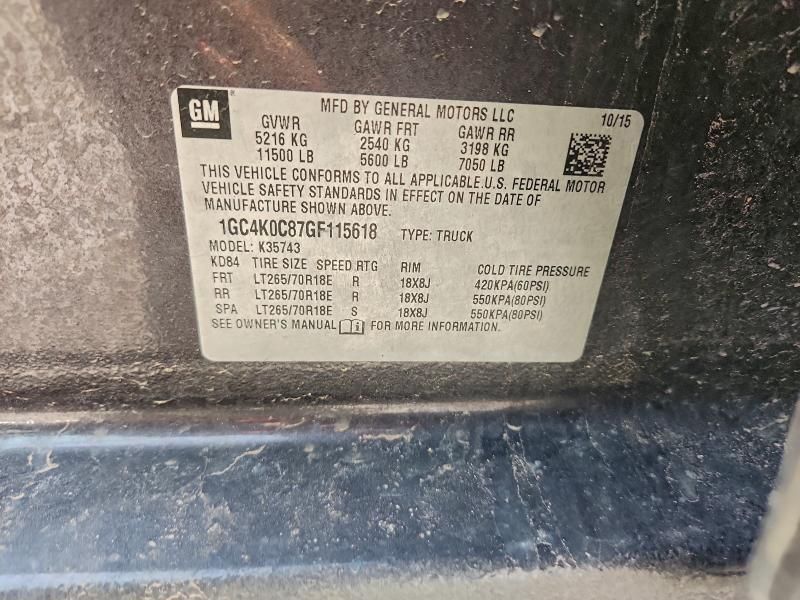 GM
MFD BY GENERAL MOTORS LLC 10/15
GVWR GAWR FRT GAWR RR
5216 KG 2540 KG 3198 KG
11500 LB 5600 LB 7050 LB
THIS VEHICLE CONFORMS TO ALL APPLICABLE U.S. FEDERAL MOTOR
VEHICLE SAFETY STANDARDS IN EFFECT ON THE DATE OF
MANUFACTURE SHOWN ABOVE.
1GC4K0C87GF115618 TYPE: TRUCK
MODEL: K35743
KD84 TIRE SIZE SPEED RTG RIM COLD TIRE PRESSURE
FRT LT265/70R18E R 18X8J 420KPA(60PSI)
RR LT265/70R18E R 18X8J 550KPA(80PSI)
SPA LT265/70R18E S 18X8J 550KPA(80PSI)
SEE OWNER'S MANUAL FOR MORE INFORMATION.